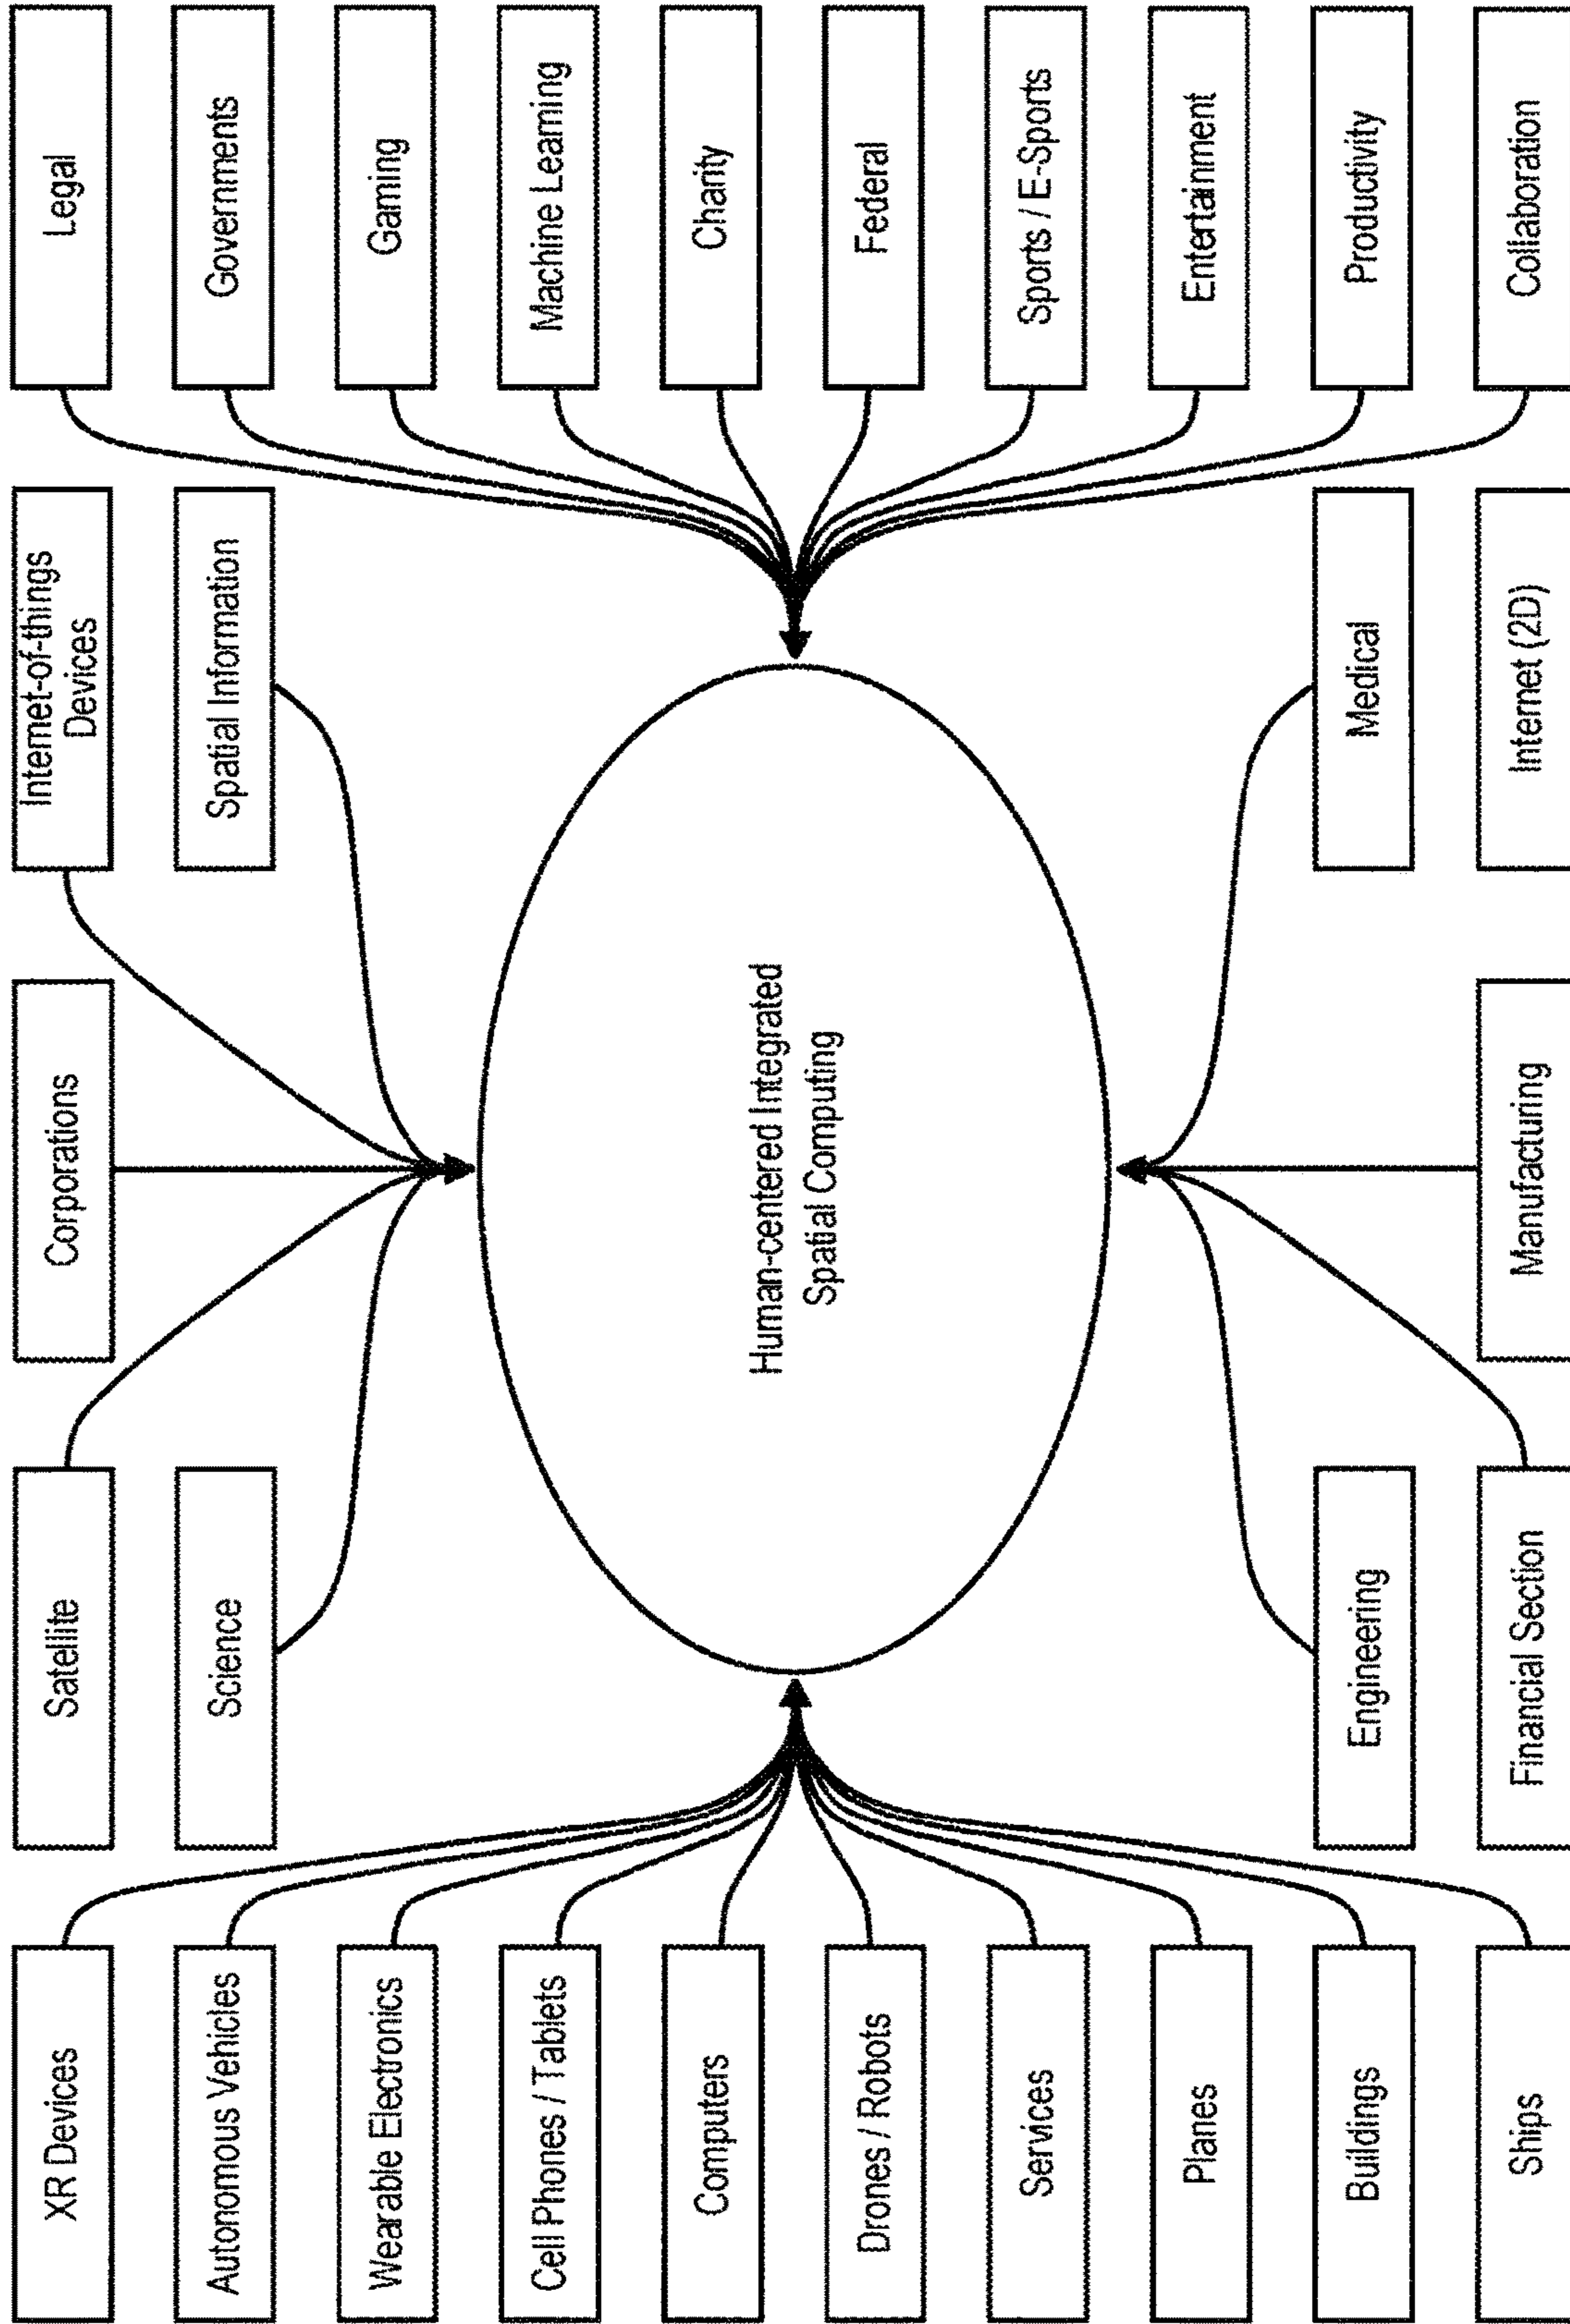 XR Devices
Satellite
Corporations
Internet-of-things
Devices
Legal
Autonomous Vehicles
Science
Spatial Information
Governments
Wearable Electronics
Gaming
Cell Phones / Tablets
Machine Learning
Computers
Human-centered Integrated
Spatial Computing
Charity
Drones / Robots
Federal
Services
Sports / E-Sports
Planes
Entertainment
Buildings
Engineering
Medical
Productivity
Ships
Financial Section
Manufacturing
Internet (2D)
Collaboration